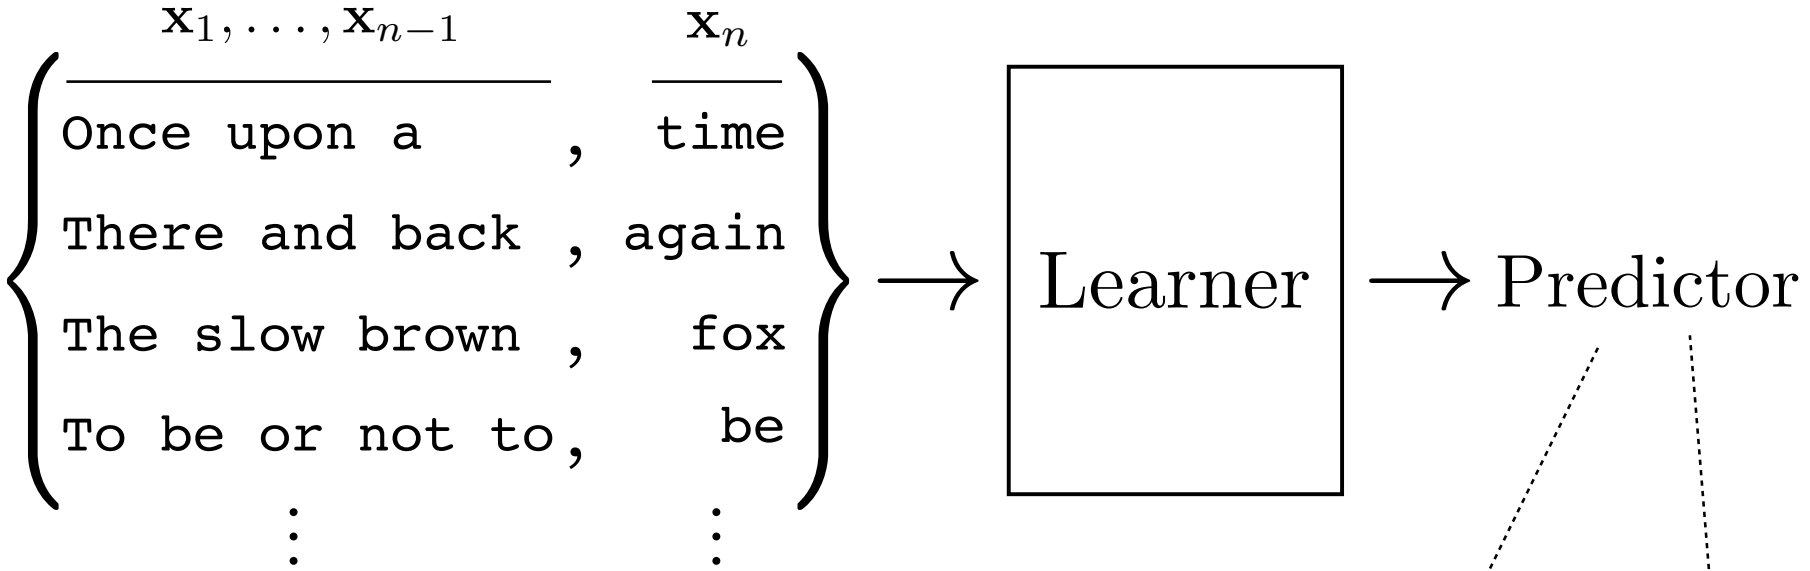 x₁, . . . , xₙ₋₁ xₙ
Once upon a , time
There and back , again
The slow brown , fox
To be or not to , be
⋮ ⋮
Learner
Predictor